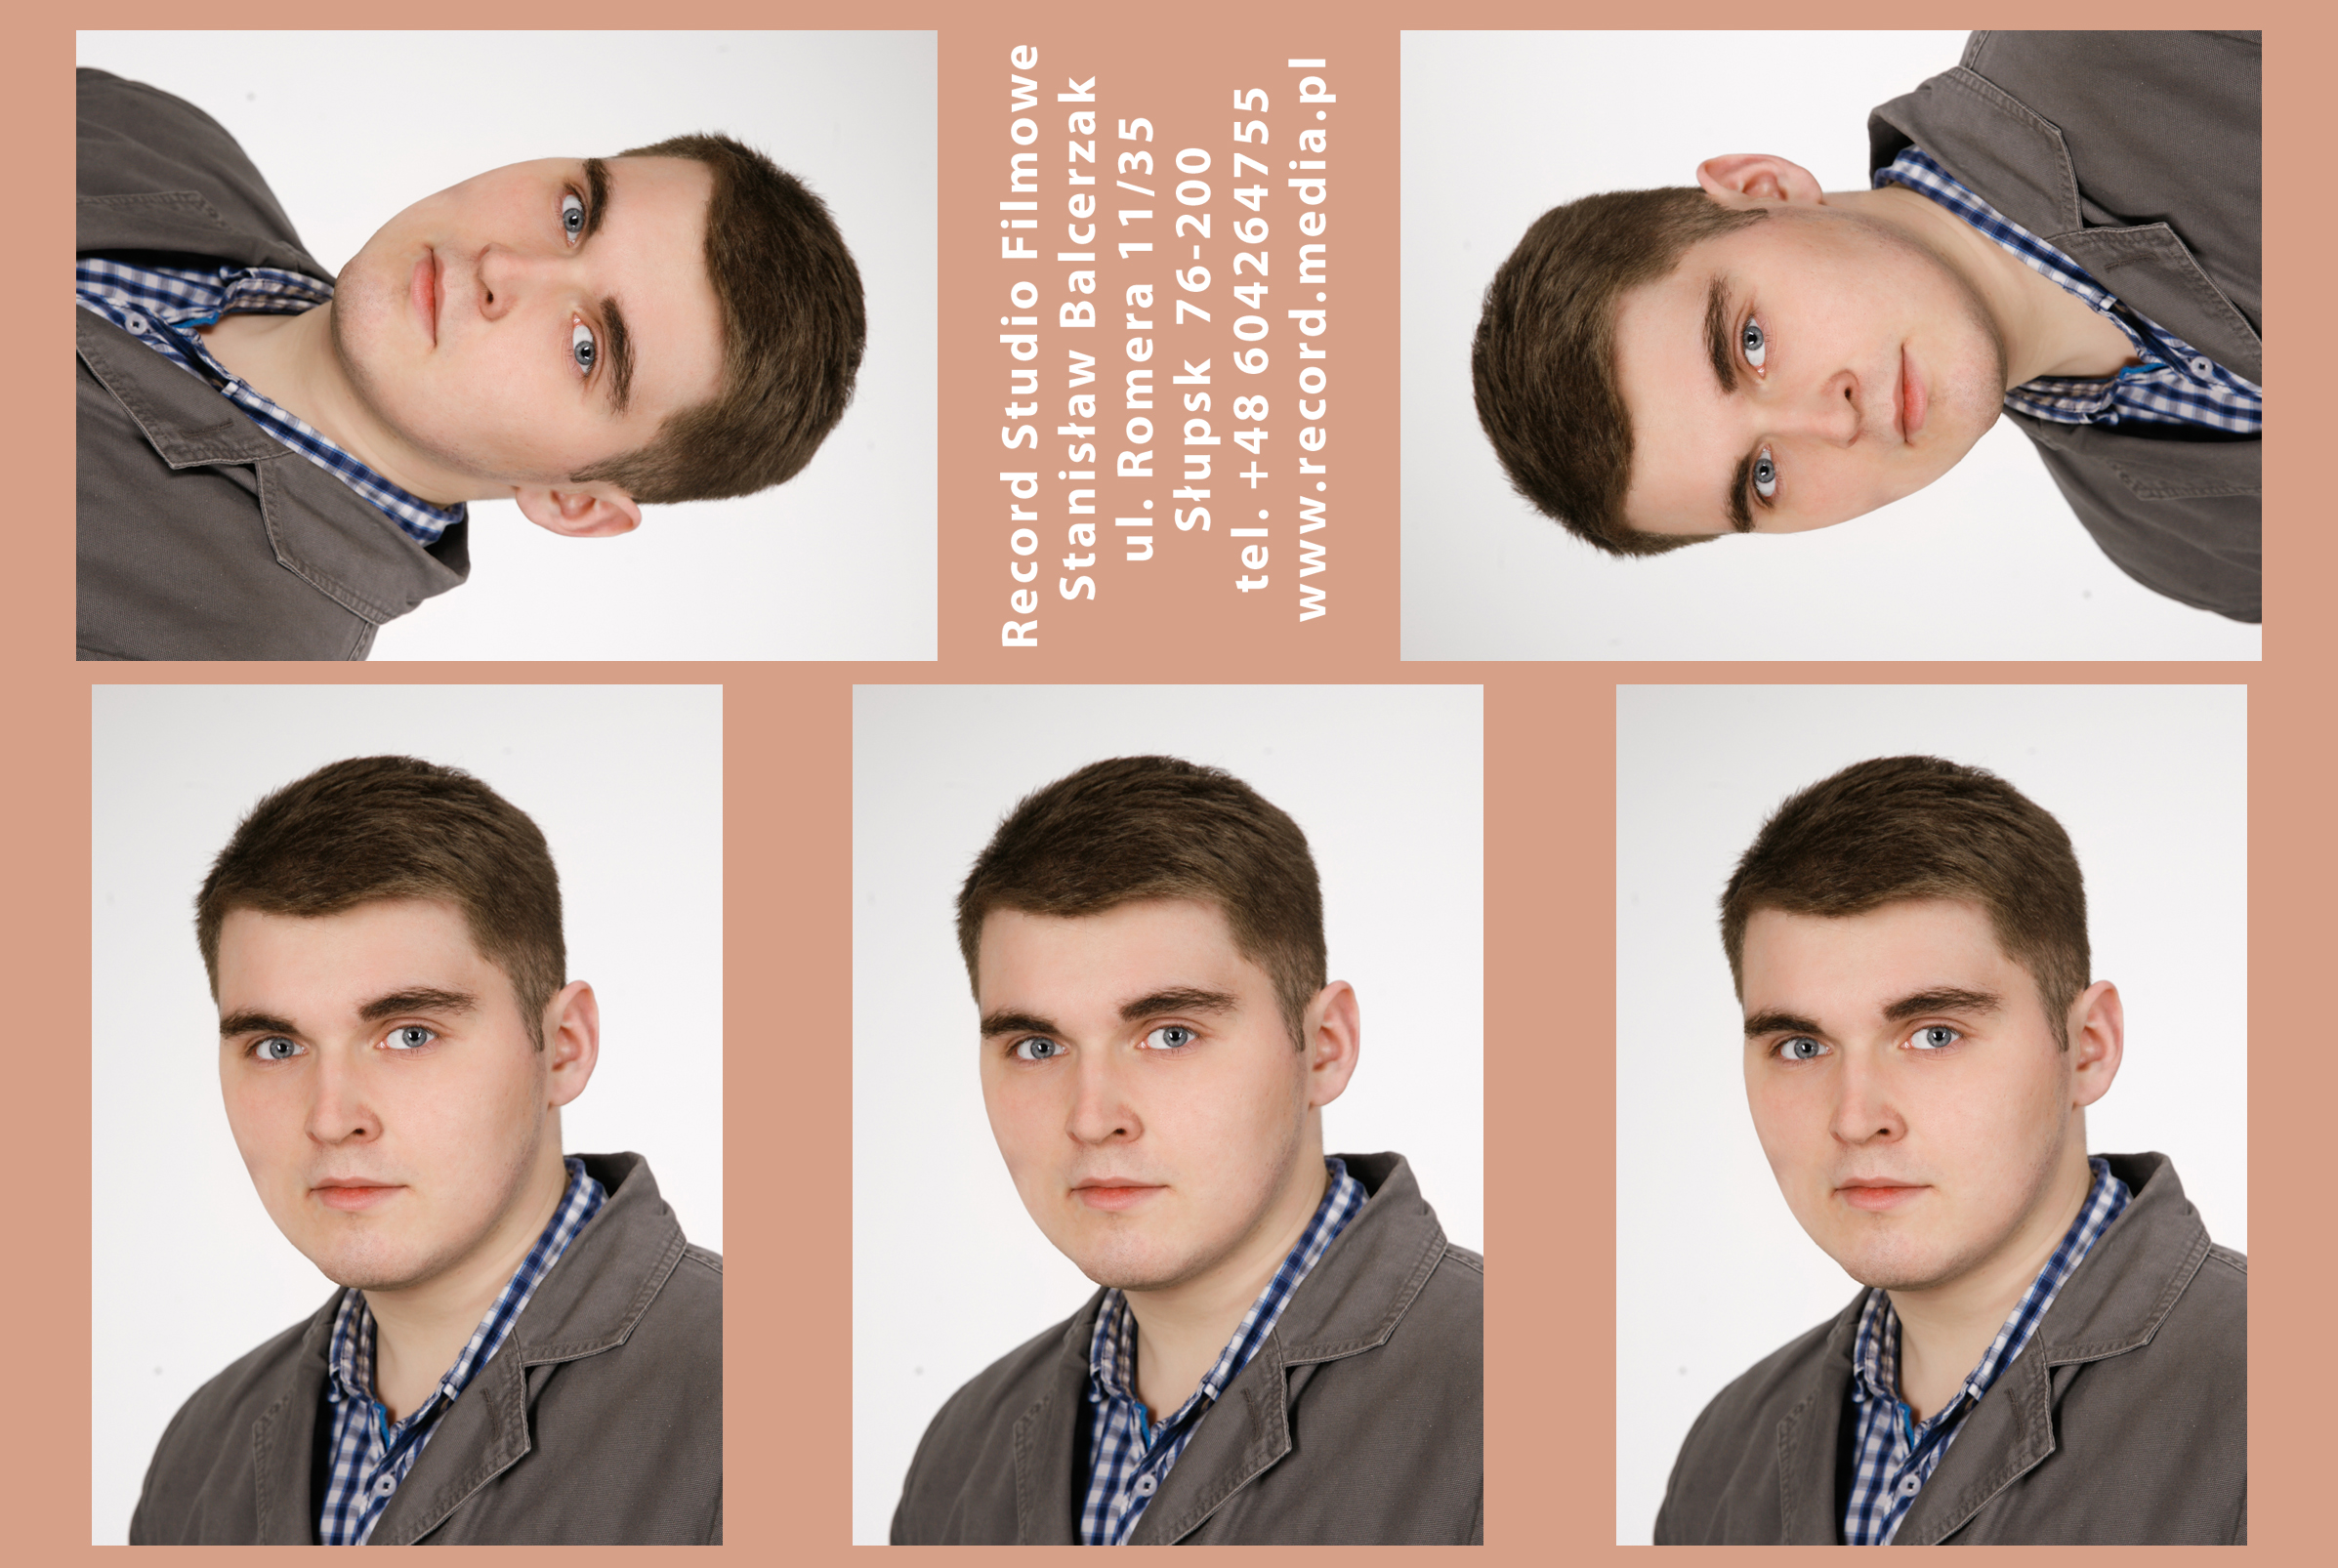 Record Studio Filmowe
Stanisław Balcerzak
ul. Romera 11/35
Słupsk 76-200
tel. +48 604264755
www.record.media.pl